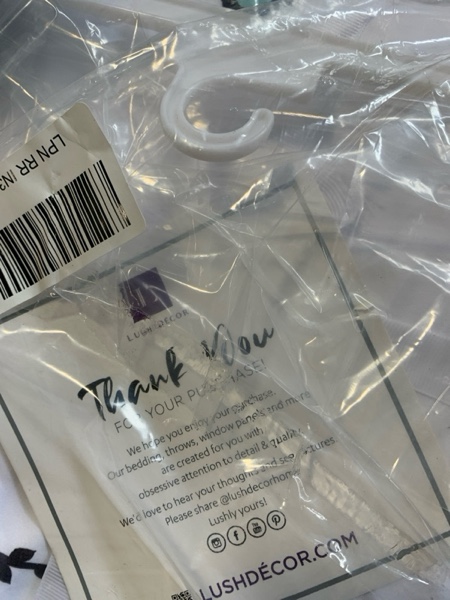 LPN RR IN3
LUSH DÉCOR
Thank You
FOR YOUR PURCHASE!
We hope you enjoy your purchase.
Our bedding, throws, window panels and more
are created for you with
obsessive attention to detail & quality.
We'd love to hear your thoughts and see pictures
Please share @lushdecorhome
Lushly yours!
LUSHDÉCOR.COM